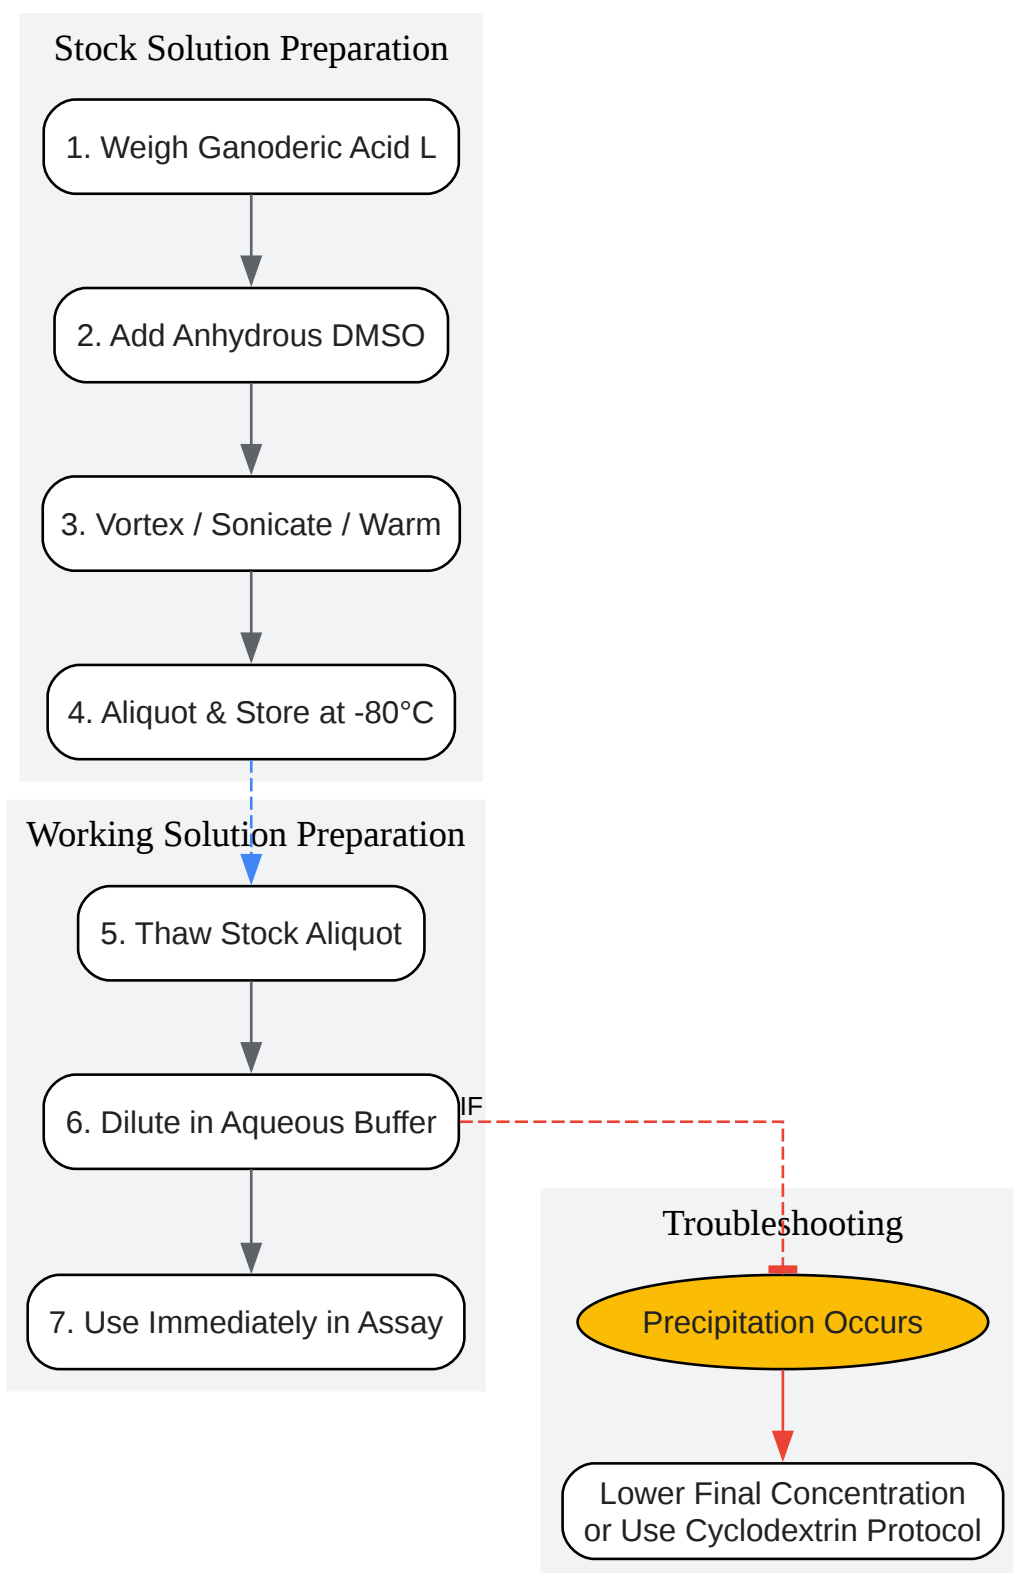 Stock Solution Preparation
1. Weigh Ganoderic Acid L
2. Add Anhydrous DMSO
3. Vortex / Sonicate / Warm
4. Aliquot & Store at -80°C
Working Solution Preparation
5. Thaw Stock Aliquot
6. Dilute in Aqueous Buffer
IF
7. Use Immediately in Assay
Troubleshooting
Precipitation Occurs
Lower Final Concentration
or Use Cyclodextrin Protocol